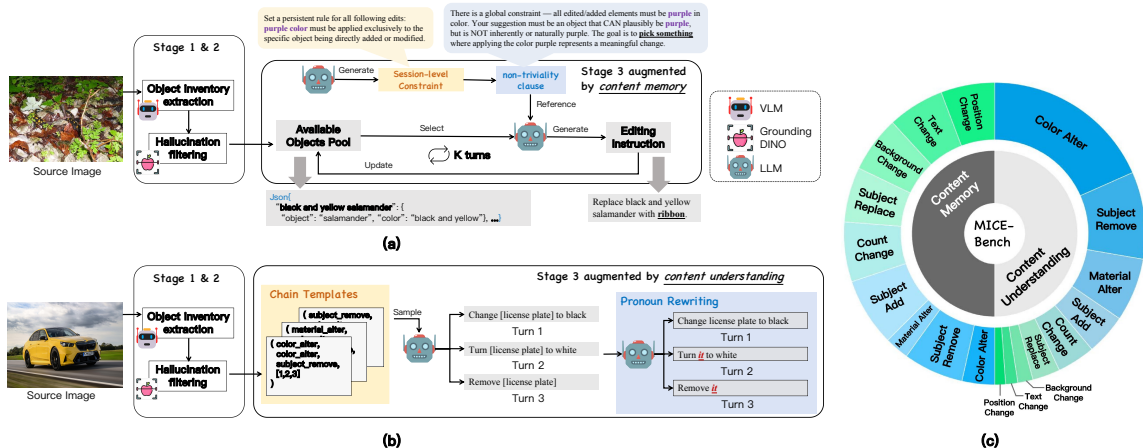 Set a persistent rule for all following edits:
purple color must be applied exclusively to the
specific object being directly added or modified.
There is a global constraint — all edited/added elements must be purple in
color. Your suggestion must be an object that CAN plausibly be purple,
but is NOT inherently or naturally purple. The goal is to pick something
where applying the color purple represents a meaningful change.
Stage 1 & 2
Object Inventory
extraction
Hallucination
filtering
Source Image
Generate
Session-level
Constraint
non-triviality
clause
Stage 3 augmented
by content memory
Reference
Available
Objects Pool
Select
K turns
Generate
Editing
Instruction
Update
VLM
Grounding
DINO
LLM
Json{
"black and yellow salamander": {
"object": "salamander", "color": "black and yellow"}, ...}
Replace black and yellow
salamander with ribbon.
(a)
Stage 1 & 2
Object Inventory
extraction
Hallucination
filtering
Source Image
Stage 3 augmented by content understanding
Chain Templates
( subject_remove,
( material_alter,
( color_alter,
color_alter,
subject_remove,
[1,2,3]
)
Sample
Change [license plate] to black
Turn 1
Turn [license plate] to white
Turn 2
Remove [license plate]
Turn 3
Pronoun Rewriting
Change license plate to black
Turn 1
Turn it to white
Turn 2
Remove it
Turn 3
(b)
MICE-
Bench
Content
Memory
Content
Understanding
Color Alter
Subject
Remove
Material
Alter
Subject
Add
Count
Change
Subject
Replace
Background
Change
Text
Change
Position
Change
Color Alter
Subject
Remove
Material Alter
Subject
Add
Count
Change
Subject
Replace
Background
Change
Text
Change
Position
Change
(c)